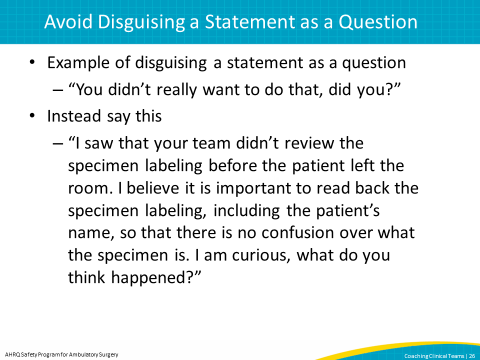 Avoid Disguising a Statement as a Question
• Example of disguising a statement as a question
– “You didn’t really want to do that, did you?”
• Instead say this
– “I saw that your team didn’t review the
specimen labeling before the patient left the
room. I believe it is important to read back the
specimen labeling, including the patient’s
name, so that there is no confusion over what
the specimen is. I am curious, what do you
think happened?”
AHRQ Safety Program for Ambulatory Surgery
Coaching Clinical Teams | 28